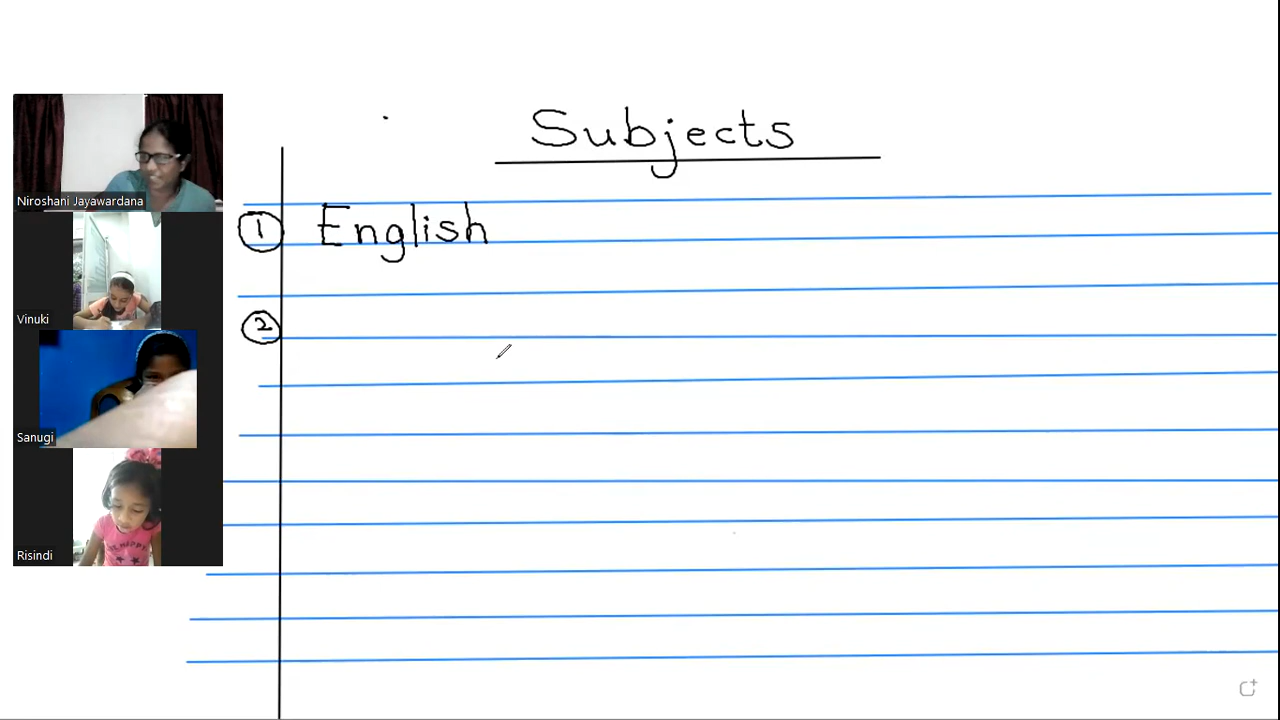 Subjects
① English
②
Niroshani Jayawardana
Vinuki
Sanugi
Risindi